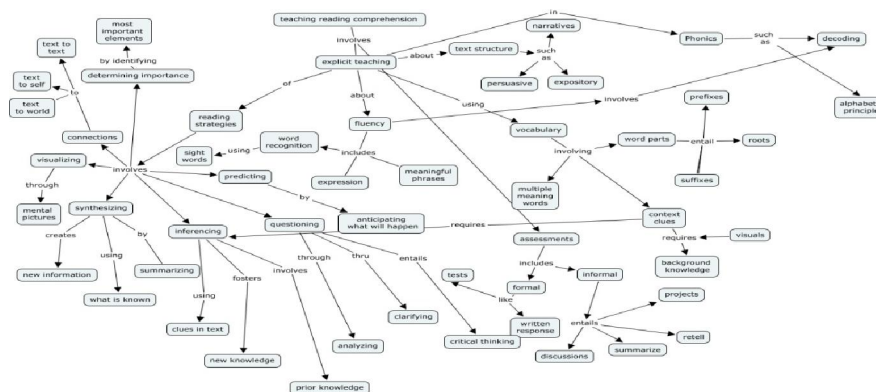 teaching reading comprehension
in
narratives
most
important
elements
text to
text
involves
Phonics
such
as
decoding
about
text structure
such
as
by identifying
explicit teaching
text
to self
determining importance
of
persuasive
expository
to
text
to world
about
using
involves
prefixes
alphabetic
principle
reading
strategies
fluency
vocabulary
connections
word
recognition
word parts
entail
roots
sight
words
using
includes
involving
visualizing
involves
predicting
meaningful
phrases
suffixes
expression
through
by
multiple
meaning
words
mental
pictures
synthesizing
questioning
anticipating
what will happen
context
clues
inferencing
requires
visuals
creates
by
assessments
requires
using
through
thru
entails
includes
background
knowledge
new information
summarizing
fosters
involves
tests
informal
what is known
using
formal
projects
like
clarifying
clues in text
written
response
entails
critical thinking
retell
analyzing
new knowledge
discussions
summarize
prior knowledge